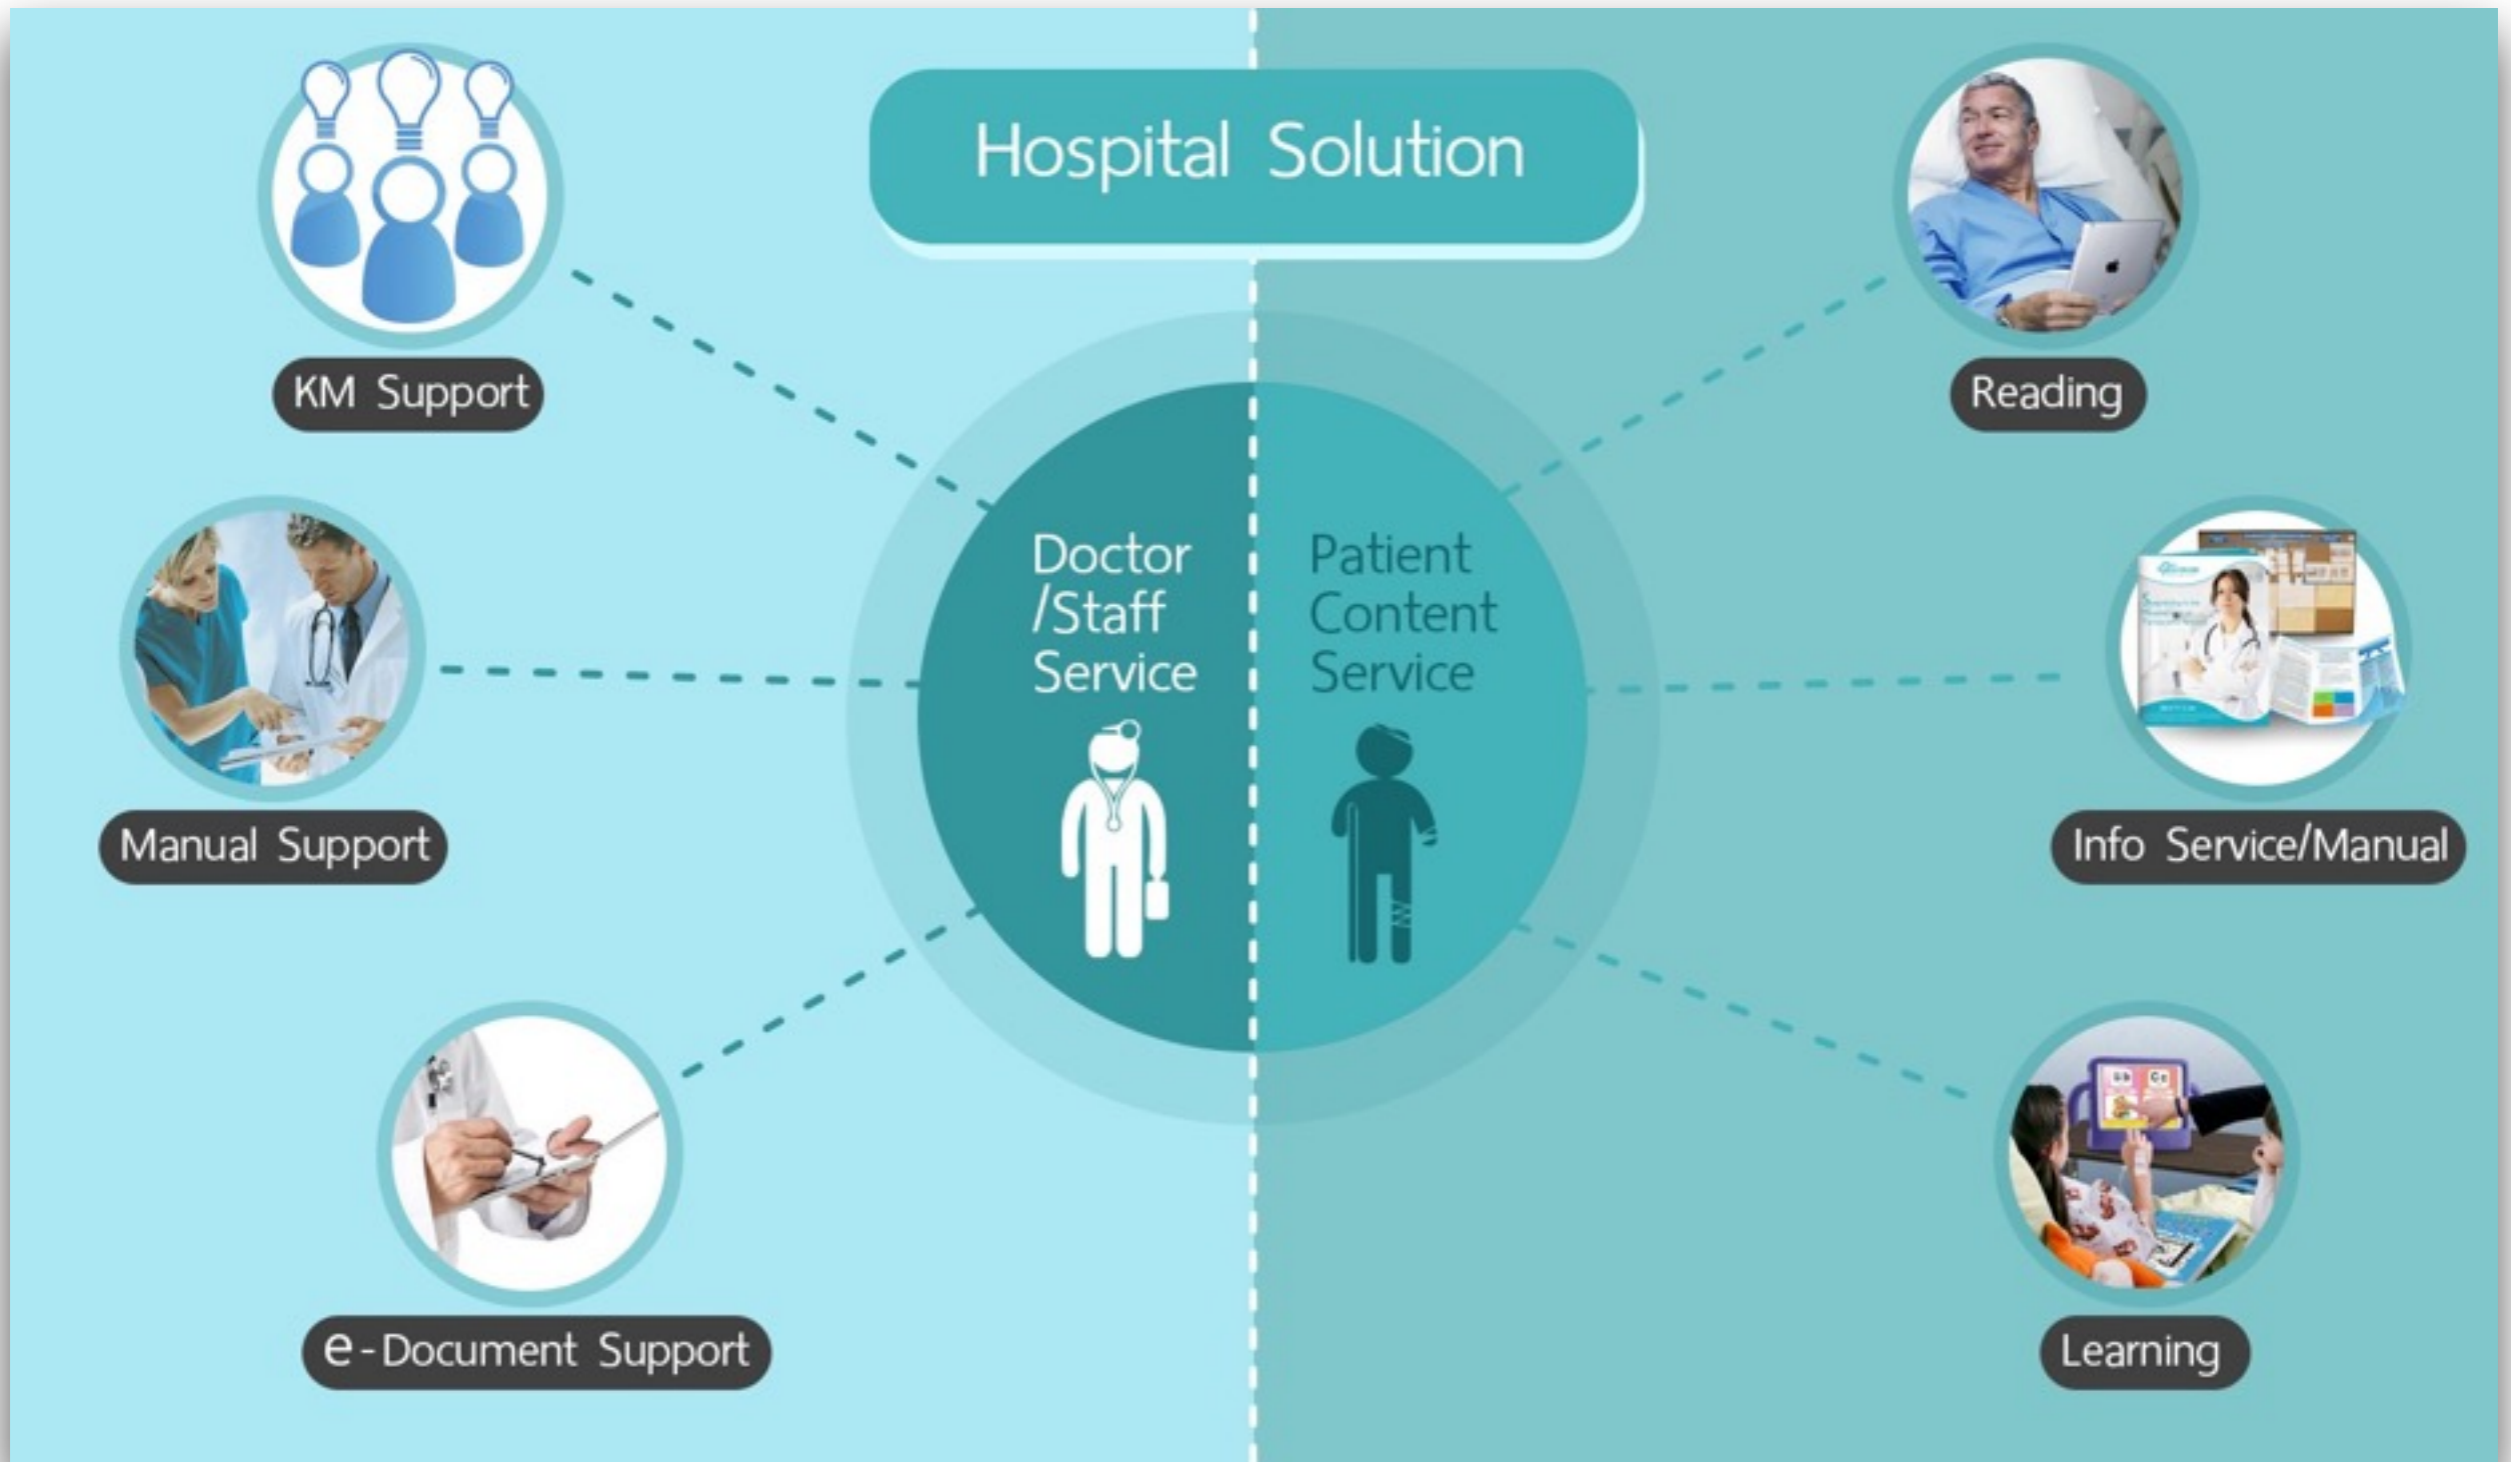 Hospital Solution
KM Support
Manual Support
e-Document Support
Doctor
/Staff
Service
Patient
Content
Service
Reading
Info Service/Manual
Learning
Cc